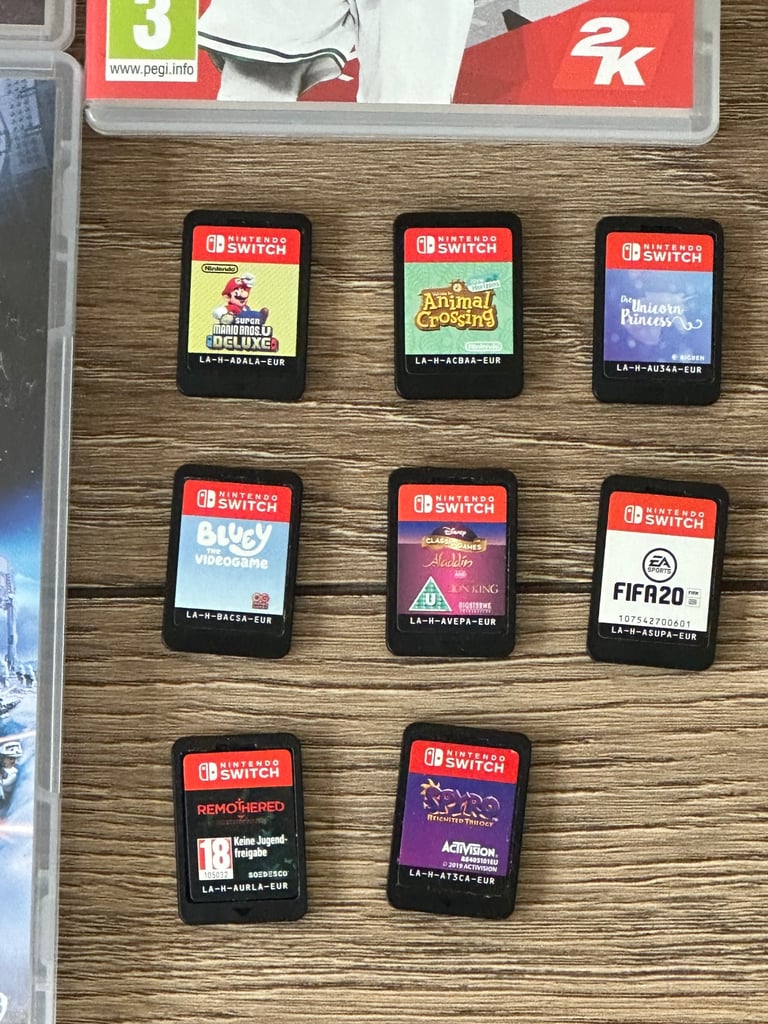 3
www.pegi.info
2K
NINTENDO
SWITCH
Nintendo
SUPER
MARIO BROS. U
DELUXE
LA-H-ADALA-EUR
NINTENDO
SWITCH
Animal
Crossing
Nintendo
LA-H-ACBAA-EUR
NINTENDO
SWITCH
The Unicorn
Princess
BIGBEN
LA-H-AU34A-EUR
NINTENDO
SWITCH
BLUEY
THE
VIDEOGAME
LA-H-BACSA-EUR
NINTENDO
SWITCH
Disney
CLASSIC GAMES
Aladdin
AND
LION KING
U
LA-H-AVEPA-EUR
NINTENDO
SWITCH
EA
SPORTS
FIFA20
107542700601
LA-H-ASUPA-EUR
NINTENDO
SWITCH
REMOTHERED
18
Keine Jugend-
freigabe
105032
SOEDESCO
LA-H-AURLA-EUR
NINTENDO
SWITCH
SPYRO
REIGNITED TRILOGY
ACTIVISION
© 2019 ACTIVISION
LA-H-AT3CA-EUR